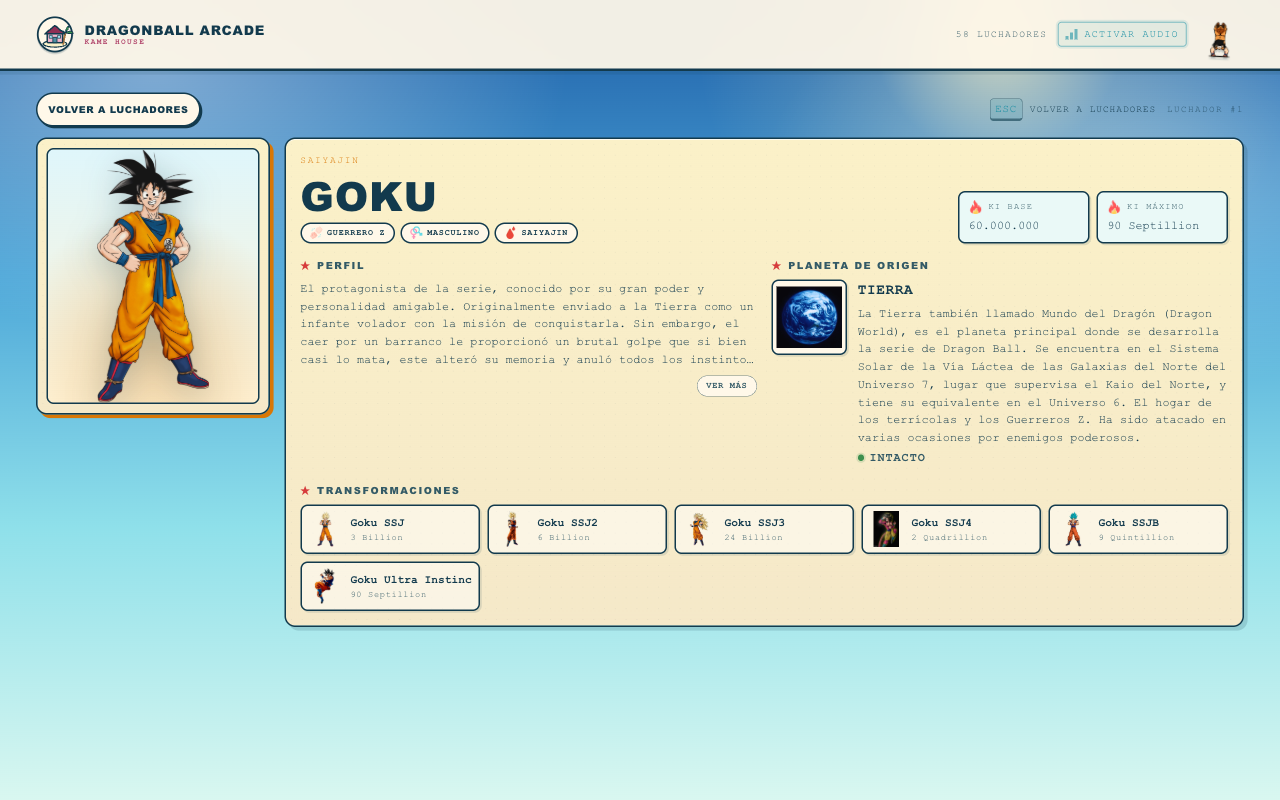 DRAGONBALL ARCADE
KAME HOUSE
58 LUCHADORES
ACTIVAR AUDIO
VOLVER A LUCHADORES
ESC VOLVER A LUCHADORES LUCHADOR #1
SAIYAJIN
GOKU
GUERRERO Z
MASCULINO
SAIYAJIN
KI BASE
60.000.000
KI MÁXIMO
90 Septillion
★ PERFIL
El protagonista de la serie, conocido por su gran poder y
personalidad amigable. Originalmente enviado a la Tierra como un
infante volador con la misión de conquistarla. Sin embargo, el
caer por un barranco le proporcionó un brutal golpe que si bien
casi lo mata, este alteró su memoria y anuló todos los instinto…
VER MÁS
★ PLANETA DE ORIGEN
TIERRA
La Tierra también llamado Mundo del Dragón (Dragon
World), es el planeta principal donde se desarrolla
la serie de Dragon Ball. Se encuentra en el Sistema
Solar de la Vía Láctea de las Galaxias del Norte del
Universo 7, lugar que supervisa el Kaio del Norte, y
tiene su equivalente en el Universo 6. El hogar de
los terrícolas y los Guerreros Z. Ha sido atacado en
varias ocasiones por enemigos poderosos.
INTACTO
★ TRANSFORMACIONES
Goku SSJ
3 Billion
Goku SSJ2
6 Billion
Goku SSJ3
24 Billion
Goku SSJ4
2 Quadrillion
Goku SSJB
9 Quintillion
Goku Ultra Instinc
90 Septillion